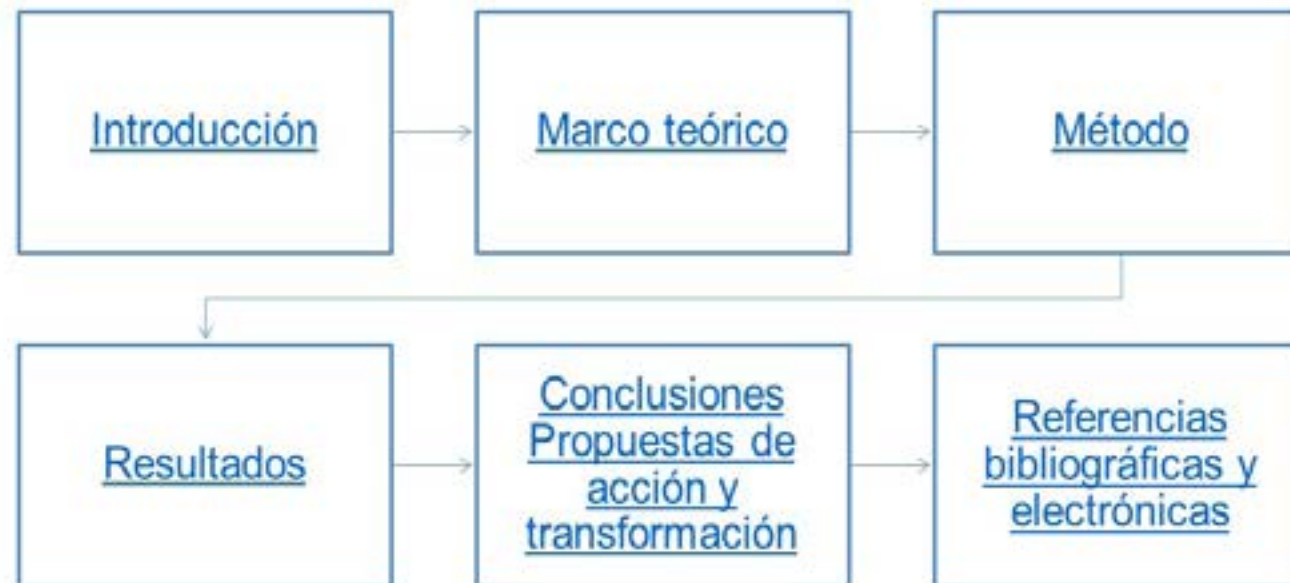 Introducción
Marco teórico
Método
Resultados
Conclusiones
Propuestas de
acción y
transformación
Referencias
bibliográficas y
electrónicas